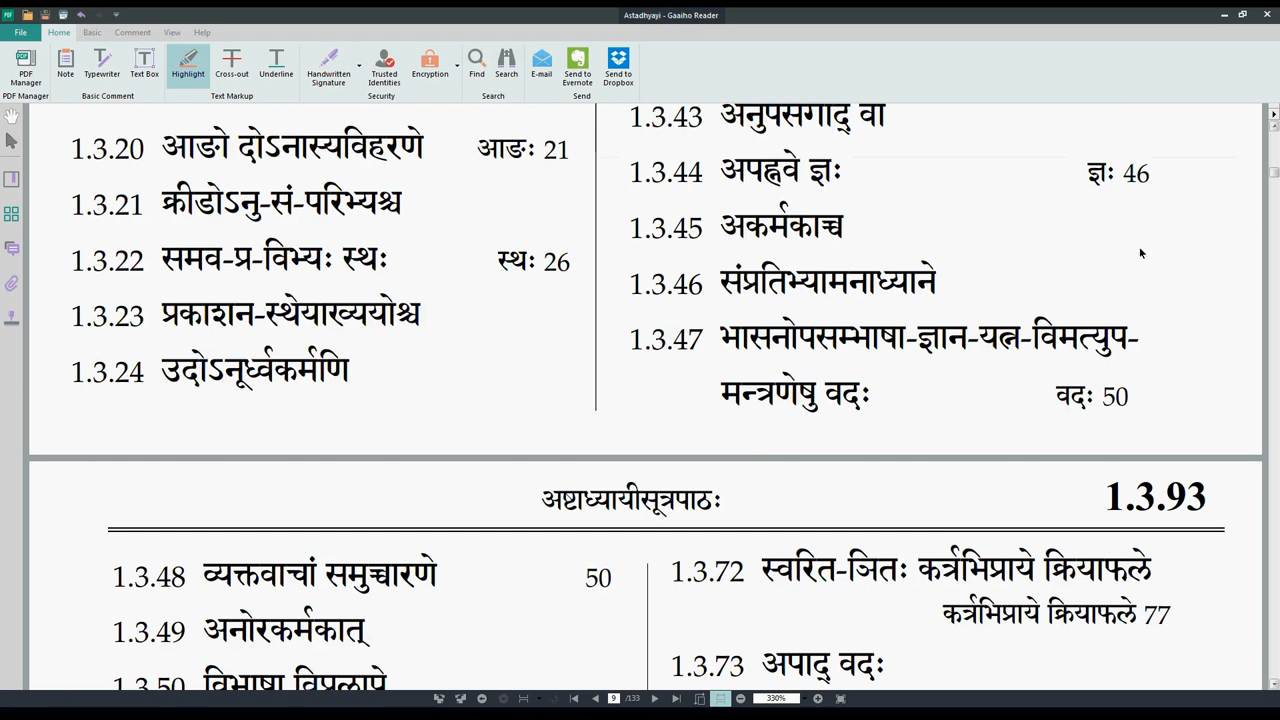 Astadhyayi - Gaaiho Reader
File Home Basic Comment View Help
PDF Manager Note Typewriter Text Box Highlight Cross-out Underline Handwritten Signature Trusted Identities Encryption Find Search E-mail Send to Evernote Send to Dropbox
PDF Manager Basic Comment Text Markup Security Search Send
1.3.20 आङो दोऽनास्यविहरणे आङः 21
1.3.21 क्रीडोऽनु-सं-परिभ्यश्च
1.3.22 समव-प्र-विभ्यः स्थः स्थः 26
1.3.23 प्रकाशन-स्थेयाख्ययोश्च
1.3.24 उदोऽनूर्ध्वकर्मणि
1.3.43 अनुपसर्गाद् वा
1.3.44 अपह्नवे ज्ञः ज्ञः 46
1.3.45 अकर्मकाच्च
1.3.46 संप्रतिभ्यामनाध्याने
1.3.47 भासनोपसम्भाषा-ज्ञान-यत्न-विमत्युप-
मन्त्रणेषु वदः वदः 50
अष्टाध्यायीसूत्रपाठः 1.3.93
1.3.48 व्यक्तवाचां समुच्चारणे 50
1.3.49 अनोरकर्मकात्
1.3.50 विभाषा विप्रलापे
1.3.72 स्वरित-ञितः कर्त्रभिप्राये क्रियाफले
कर्त्रभिप्राये क्रियाफले 77
1.3.73 अपाद् वदः
9 /133 330%